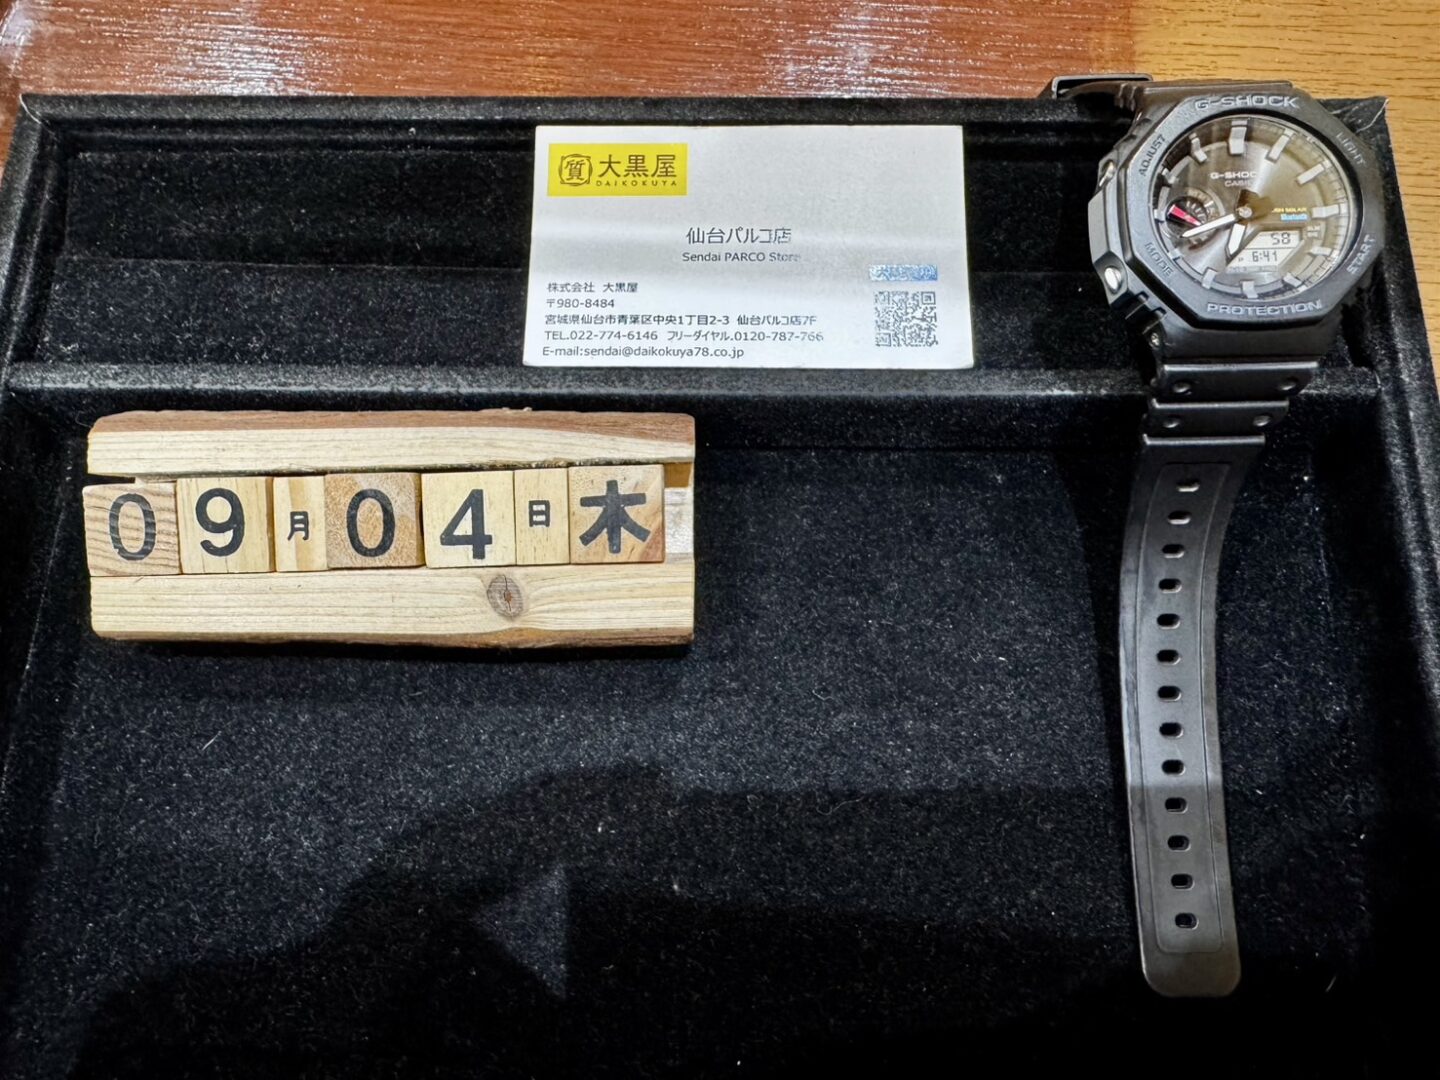 質 大黒屋
DAIKOKUYA
仙台パルコ店
Sendai PARCO Store
株式会社 大黒屋
〒980-8484
宮城県仙台市青葉区中央1丁目2-3 仙台パルコ店7F
TEL.022-774-6146 フリーダイヤル.0120-787-766
E-mail:sendai@daikokuya78.co.jp
09月04日木
G-SHOCK
ADJUST
LIGHT
G-SHOCK
CASIO
Bluetooth
58
6:41
MODE
START
PROTECTION